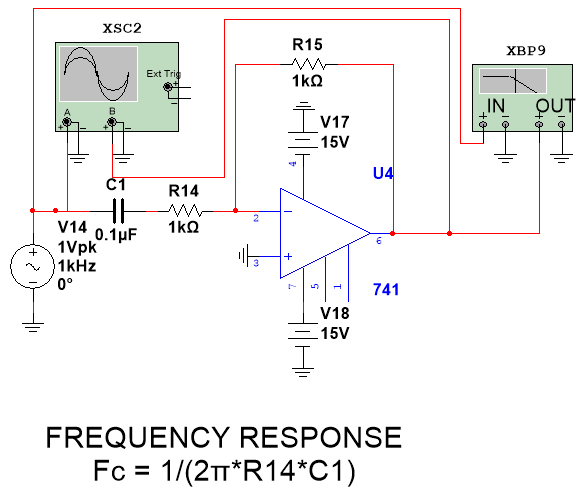 XSC2
Ext Trig
+
-
A
B
+ - + -
XBP9
IN OUT
+ - + -
R15
1kΩ
V17
15V
4
U4
C1
0.1µF
R14
1kΩ
2
-
3
+
6
7
5
1
741
V14
1Vpk
1kHz
0°
+
-
V18
15V
FREQUENCY RESPONSE
Fc = 1/(2π*R14*C1)